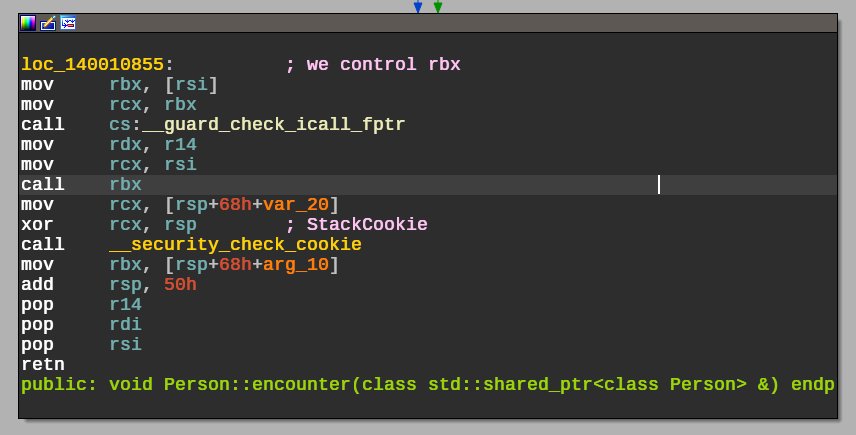 loc_140010855: ; we control rbx
mov rbx, [rsi]
mov rcx, rbx
call cs:__guard_check_icall_fptr
mov rdx, r14
mov rcx, rsi
call rbx
mov rcx, [rsp+68h+var_20]
xor rcx, rsp ; StackCookie
call __security_check_cookie
mov rbx, [rsp+68h+arg_10]
add rsp, 50h
pop r14
pop rdi
pop rsi
retn
public: void Person::encounter(class std::shared_ptr<class Person> &) endp